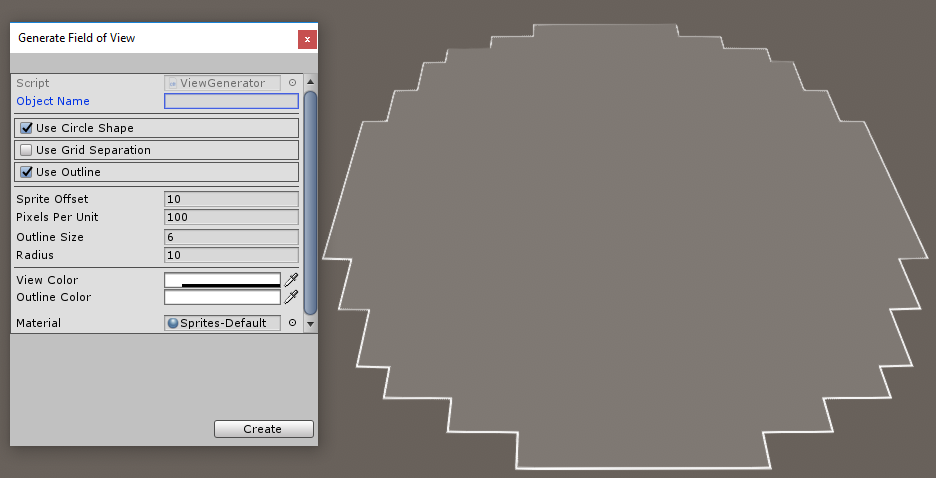 Generate Field of View
x
Script ViewGenerator
Object Name
Use Circle Shape
Use Grid Separation
Use Outline
Sprite Offset 10
Pixels Per Unit 100
Outline Size 6
Radius 10
View Color
Outline Color
Material Sprites-Default
Create